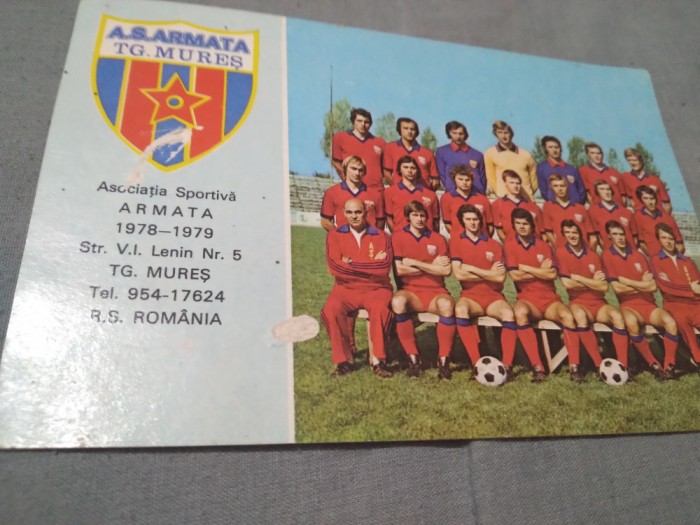 A.S.ARMATA
TG. MUREȘ
Asociația Sportivă
ARMATA
1978—1979
Str. V.I. Lenin Nr. 5
TG. MUREȘ
Tel. 954-17624
R.S. ROMÂNIA